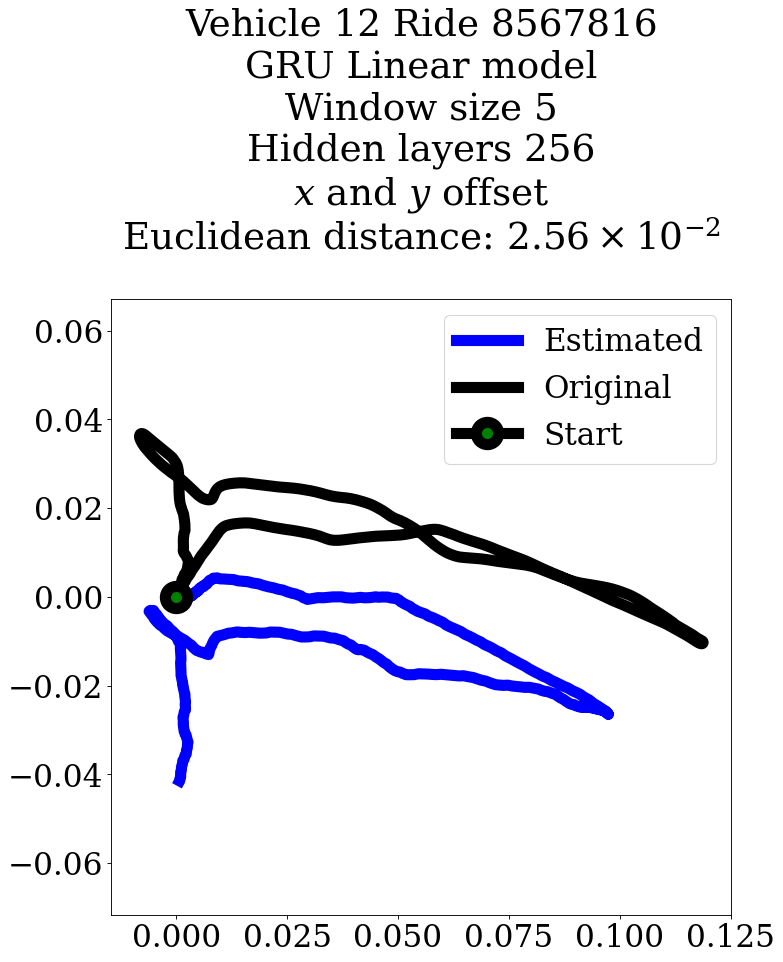 Vehicle 12 Ride 8567816
GRU Linear model
Window size 5
Hidden layers 256
x and y offset
Euclidean distance: 2.56 × 10⁻²
Estimated
Original
Start
0.06
0.04
0.02
0.00
−0.02
−0.04
−0.06
0.000 0.025 0.050 0.075 0.100 0.125